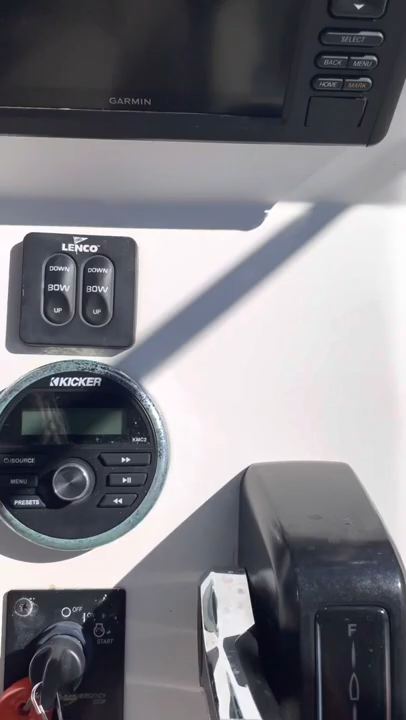 SELECT
BACK MENU
HOME MARK
GARMIN
LENCO
DOWN DOWN
BOW BOW
UP UP
KICKER
KMC2
/SOURCE
MENU
PRESETS
OFF
START
STOP
F